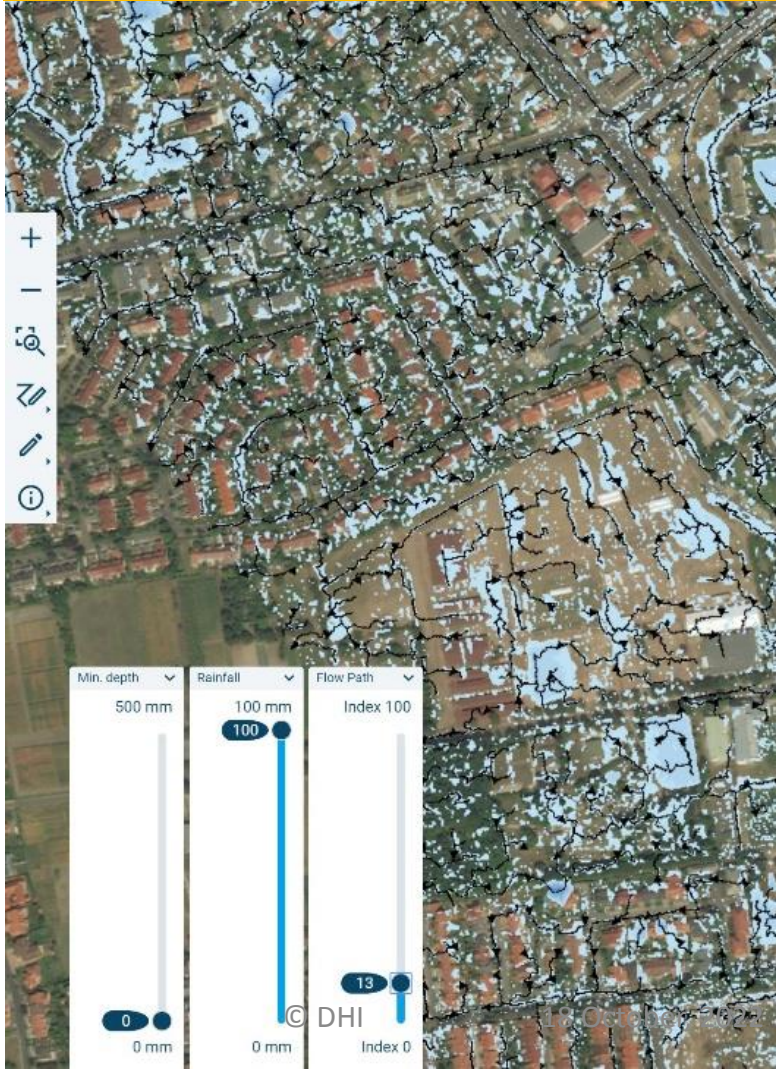 Min. depth
500 mm
0
0 mm
Rainfall
100 mm
100
0 mm
Flow Path
Index 100
13
Index 0
© DHI